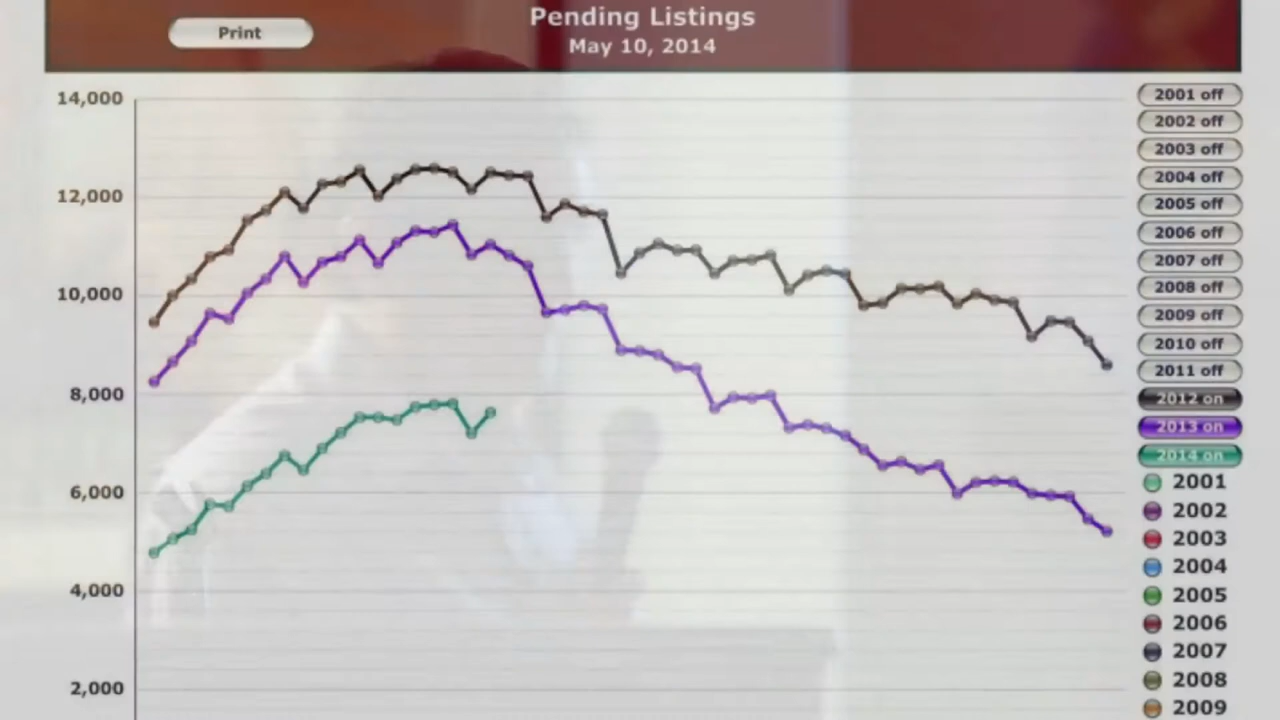 Print
Pending Listings
May 10, 2014
14,000
12,000
10,000
8,000
6,000
4,000
2,000
2001 off
2002 off
2003 off
2004 off
2005 off
2006 off
2007 off
2008 off
2009 off
2010 off
2011 off
2012 on
2013 on
2014 on
2001
2002
2003
2004
2005
2006
2007
2008
2009